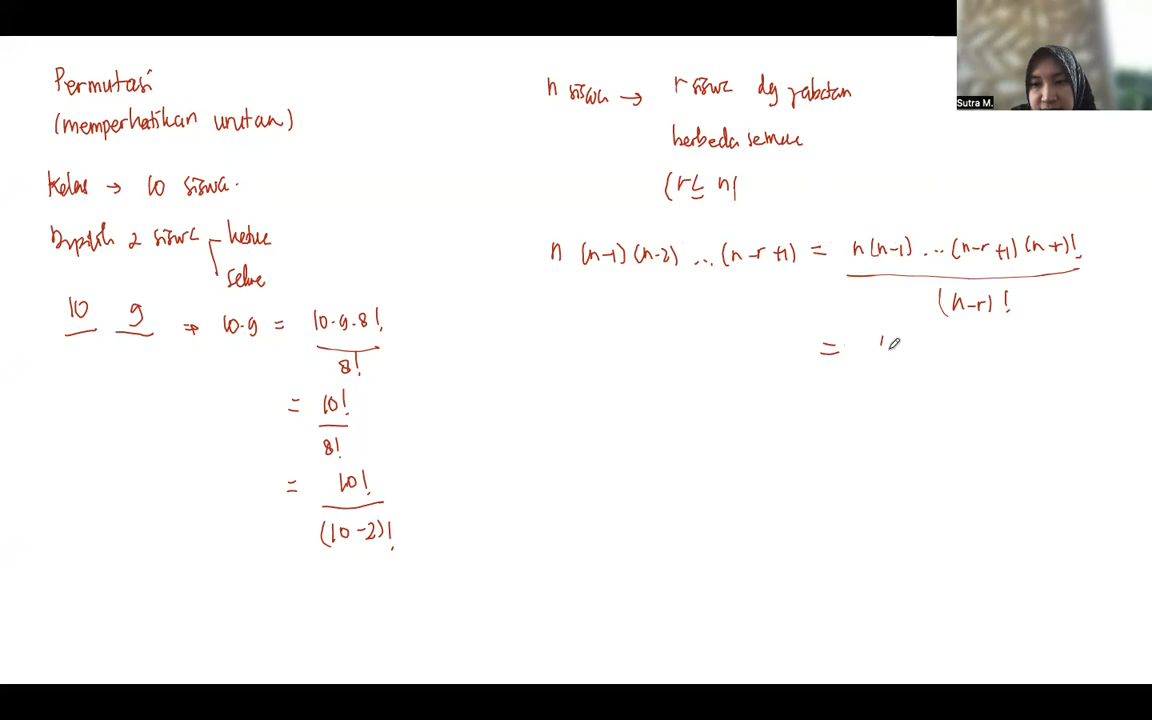 Permutasi
(memperhatikan urutan)
Kelas → 10 siswa.
Dipilih 2 siswa
ketua
sekre
10 9 ⇒ 10·9 = 10·9·8! / 8!
= 10! / 8!
= 10! / (10-2)!
n siswa → r siswa dg jabatan
berbeda semua
(r ≤ n)
n (n-1) (n-2) ... (n-r+1) = n(n-1) ... (n-r+1) (n-r)! / (n-r)!
=
Sutra M.